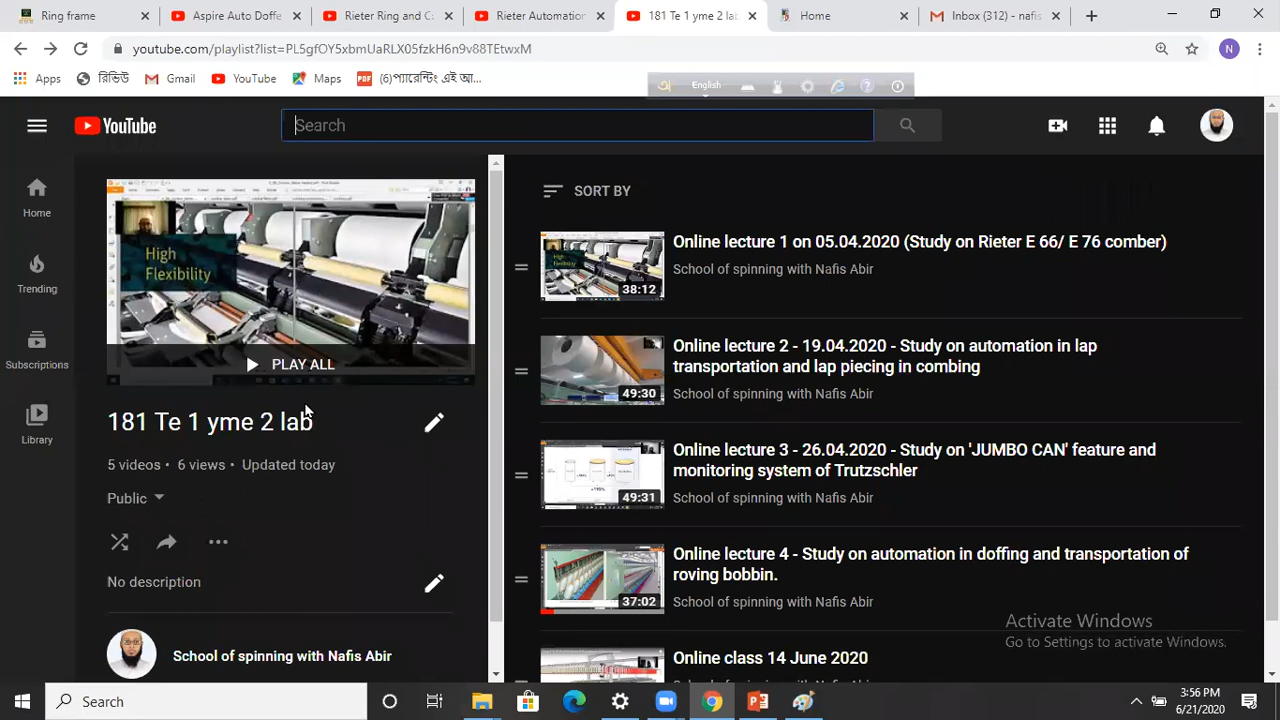 Ring frame
Aspire Auto Doffe
Rieter Ring and C
Rieter Automation
181 Te 1 yme 2 lab
Home
Inbox (312) - nafis
youtube.com/playlist?list=PL5gfOY5xbmUaRLX05fzkH6n9v88TEtwxM
N
Apps
রিভিউ
Gmail
YouTube
Maps
(6)প্যারেন্টিং এই আ...
English
YouTube
Search
Home
Trending
Subscriptions
Library
High
Flexibility
PLAY ALL
181 Te 1 yme 2 lab
5 videos • 6 views • Updated today
Public
No description
School of spinning with Nafis Abir
SORT BY
Online lecture 1 on 05.04.2020 (Study on Rieter E 66/ E 76 comber)
School of spinning with Nafis Abir
38:12
Online lecture 2 - 19.04.2020 - Study on automation in lap
transportation and lap piecing in combing
School of spinning with Nafis Abir
49:30
Online lecture 3 - 26.04.2020 - Study on 'JUMBO CAN' feature and
monitoring system of Trutzschler
School of spinning with Nafis Abir
49:31
Online lecture 4 - Study on automation in doffing and transportation of
roving bobbin.
School of spinning with Nafis Abir
37:02
Online class 14 June 2020
Activate Windows
Go to Settings to activate Windows.
Search
3:56 PM
6/21/2020